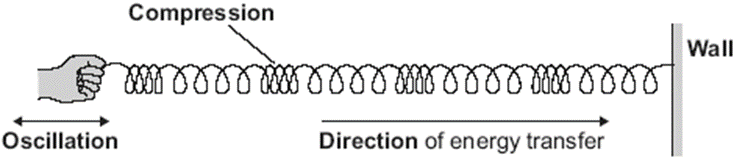 Compression
Wall
Oscillation
Direction of energy transfer